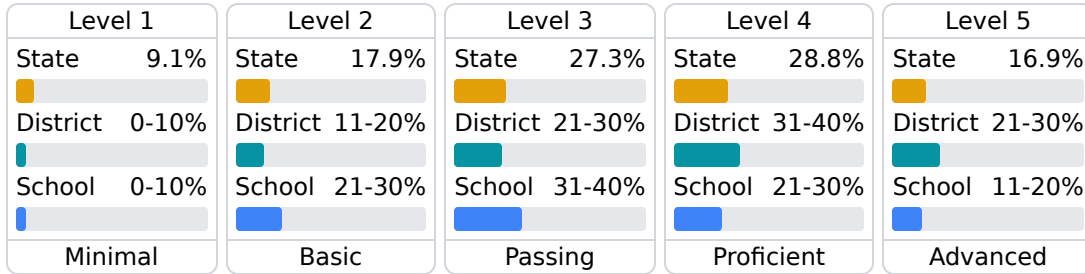 Level 1
State 9.1%
District 0-10%
School 0-10%
Minimal
Level 2
State 17.9%
District 11-20%
School 21-30%
Basic
Level 3
State 27.3%
District 21-30%
School 31-40%
Passing
Level 4
State 28.8%
District 31-40%
School 21-30%
Proficient
Level 5
State 16.9%
District 21-30%
School 11-20%
Advanced